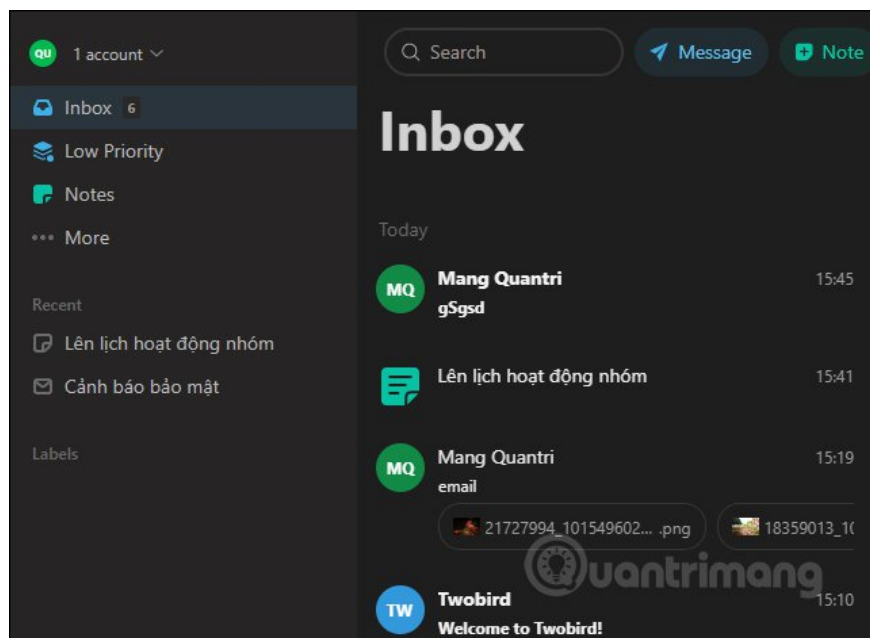 QU 1 account
Inbox 6
Low Priority
Notes
More
Recent
Lên lịch hoạt động nhóm
Cảnh báo bảo mật
Labels
Search Message Note
Inbox
Today
MQ Mang Quantri 15:45
gSgsd
Lên lịch hoạt động nhóm 15:41
MQ Mang Quantri 15:19
email
21727994_101549602... .png 18359013_10
Quantrimang
TW Twobird 15:10
Welcome to Twobird!